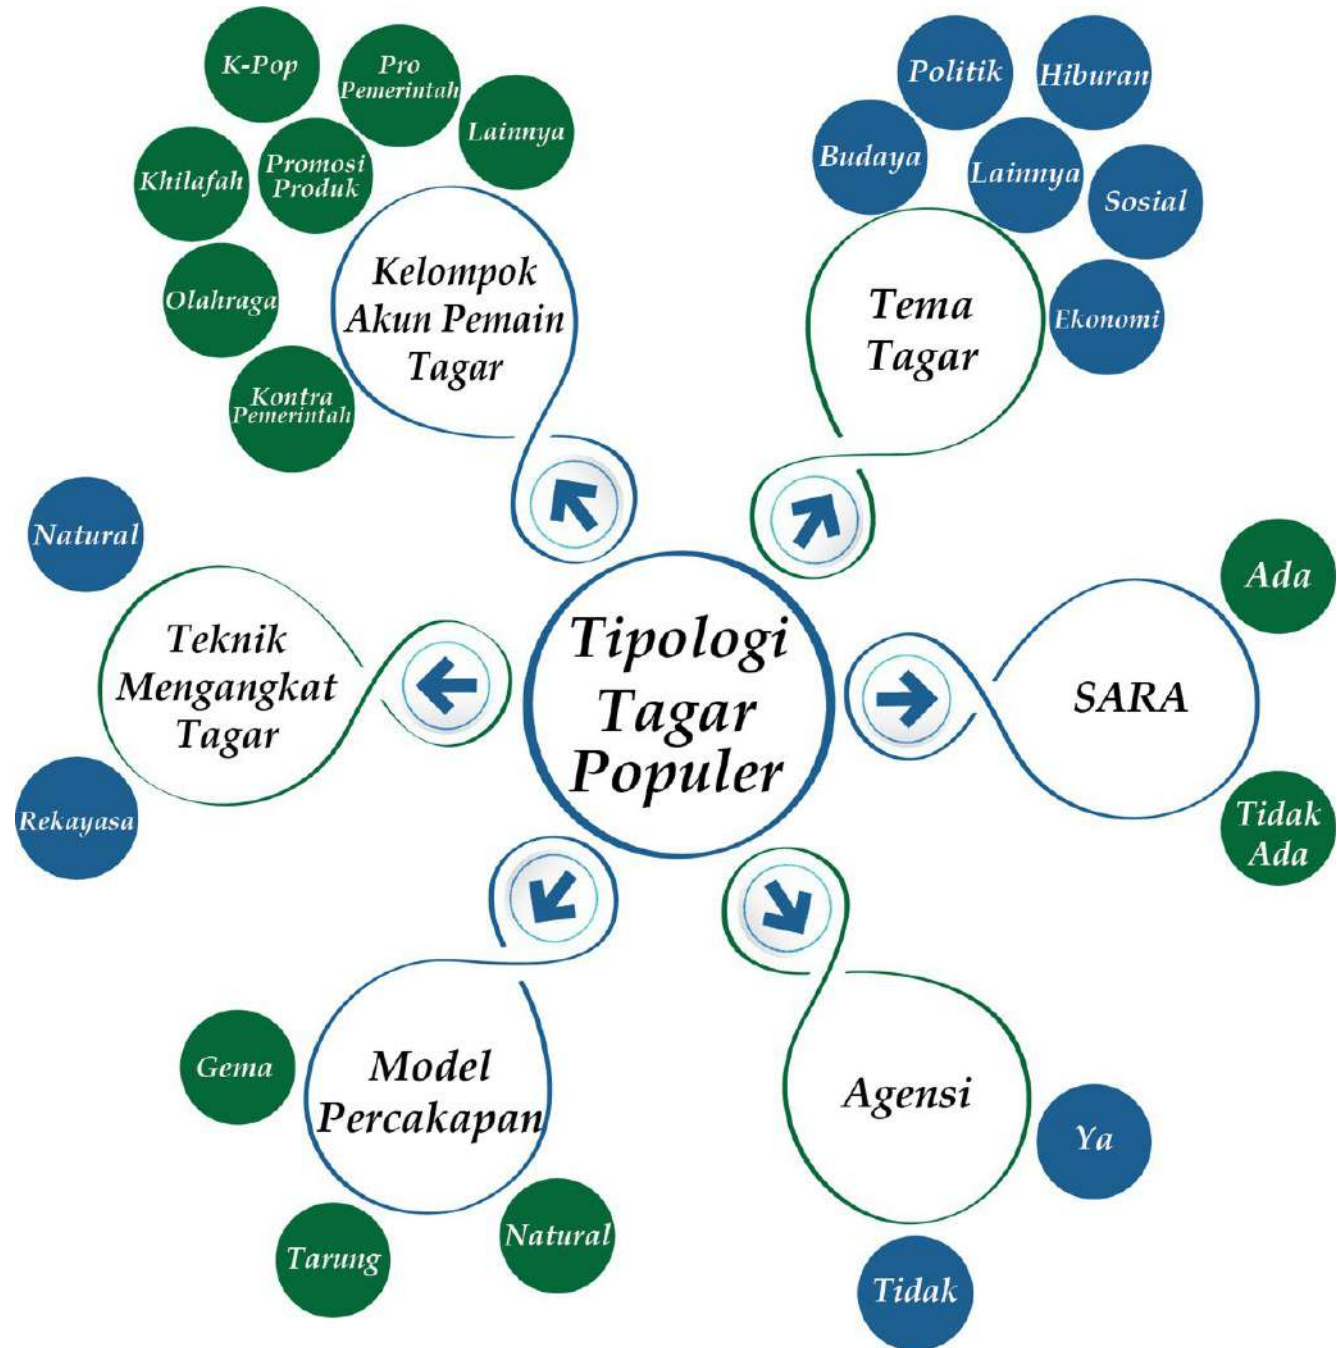 K-Pop
Pro
Pemerintah
Lainnya
Khilafah
Promosi
Produk
Olahraga
Kontra
Pemerintah
Kelompok
Akun Pemain
Tagar
Politik
Hiburan
Budaya
Lainnya
Sosial
Ekonomi
Tema
Tagar
Natural
Teknik
Mengangkat
Tagar
Rekayasa
Tipologi
Tagar
Populer
Ada
SARA
Tidak
Ada
Gema
Model
Percakapan
Tarung
Natural
Agensi
Ya
Tidak